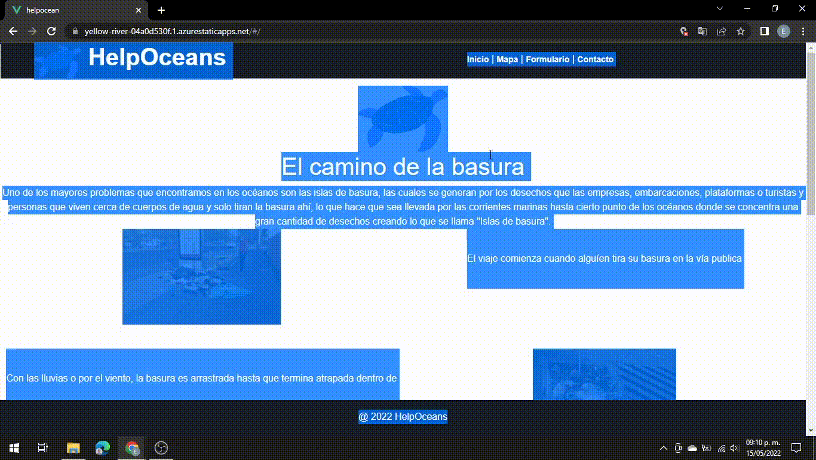 helpocean
yellow-river-04a0d530f.1.azurestaticapps.net/#/
E
HelpOceans
Inicio | Mapa | Formulario | Contacto
El camino de la basura
Uno de los mayores problemas que encontramos en los océanos son las islas de basura, las cuales se generan por los desechos que las empresas, embarcaciones, plataformas o turistas y
personas que viven cerca de cuerpos de agua y solo tiran la basura ahí, lo que hace que sea llevada por las corrientes marinas hasta cierto punto de los océanos donde se concentra una
gran cantidad de desechos creando lo que se llama "Islas de basura".
El viaje comienza cuando alguien tira su basura en la vía publica
Con las lluvias o por el viento, la basura es arrastrada hasta que termina atrapada dentro de
@ 2022 HelpOceans
09:10 p. m.
15/05/2022